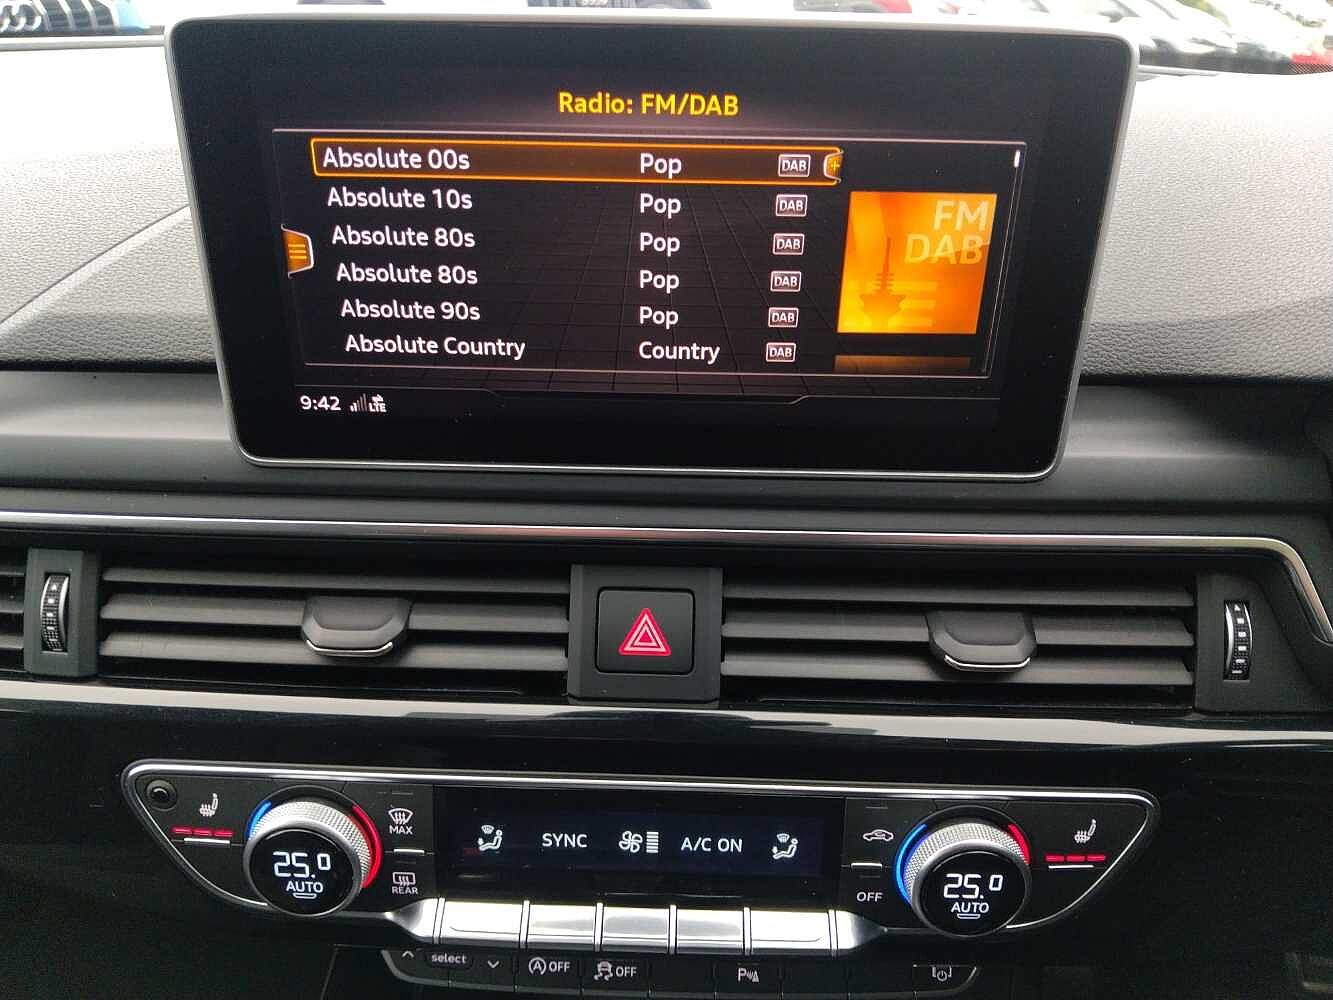 Radio: FM/DAB
Absolute 00s Pop DAB
Absolute 10s Pop DAB
Absolute 80s Pop DAB
Absolute 80s Pop DAB
Absolute 90s Pop DAB
Absolute Country Country DAB
FM
DAB
9:42 LTE
MAX
SYNC A/C ON
25.0
AUTO
REAR
OFF
25.0
AUTO
select
A OFF
OFF
P